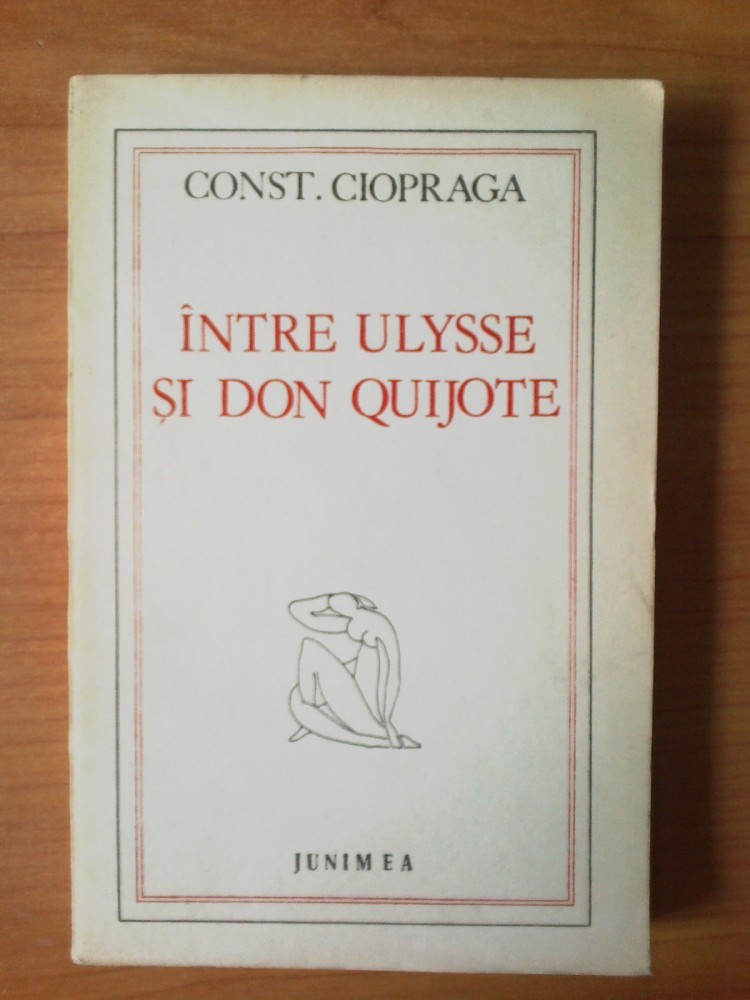 CONST. CIOPRAGA
ÎNTRE ULYSSE
ȘI DON QUIJOTE
JUNIMEA